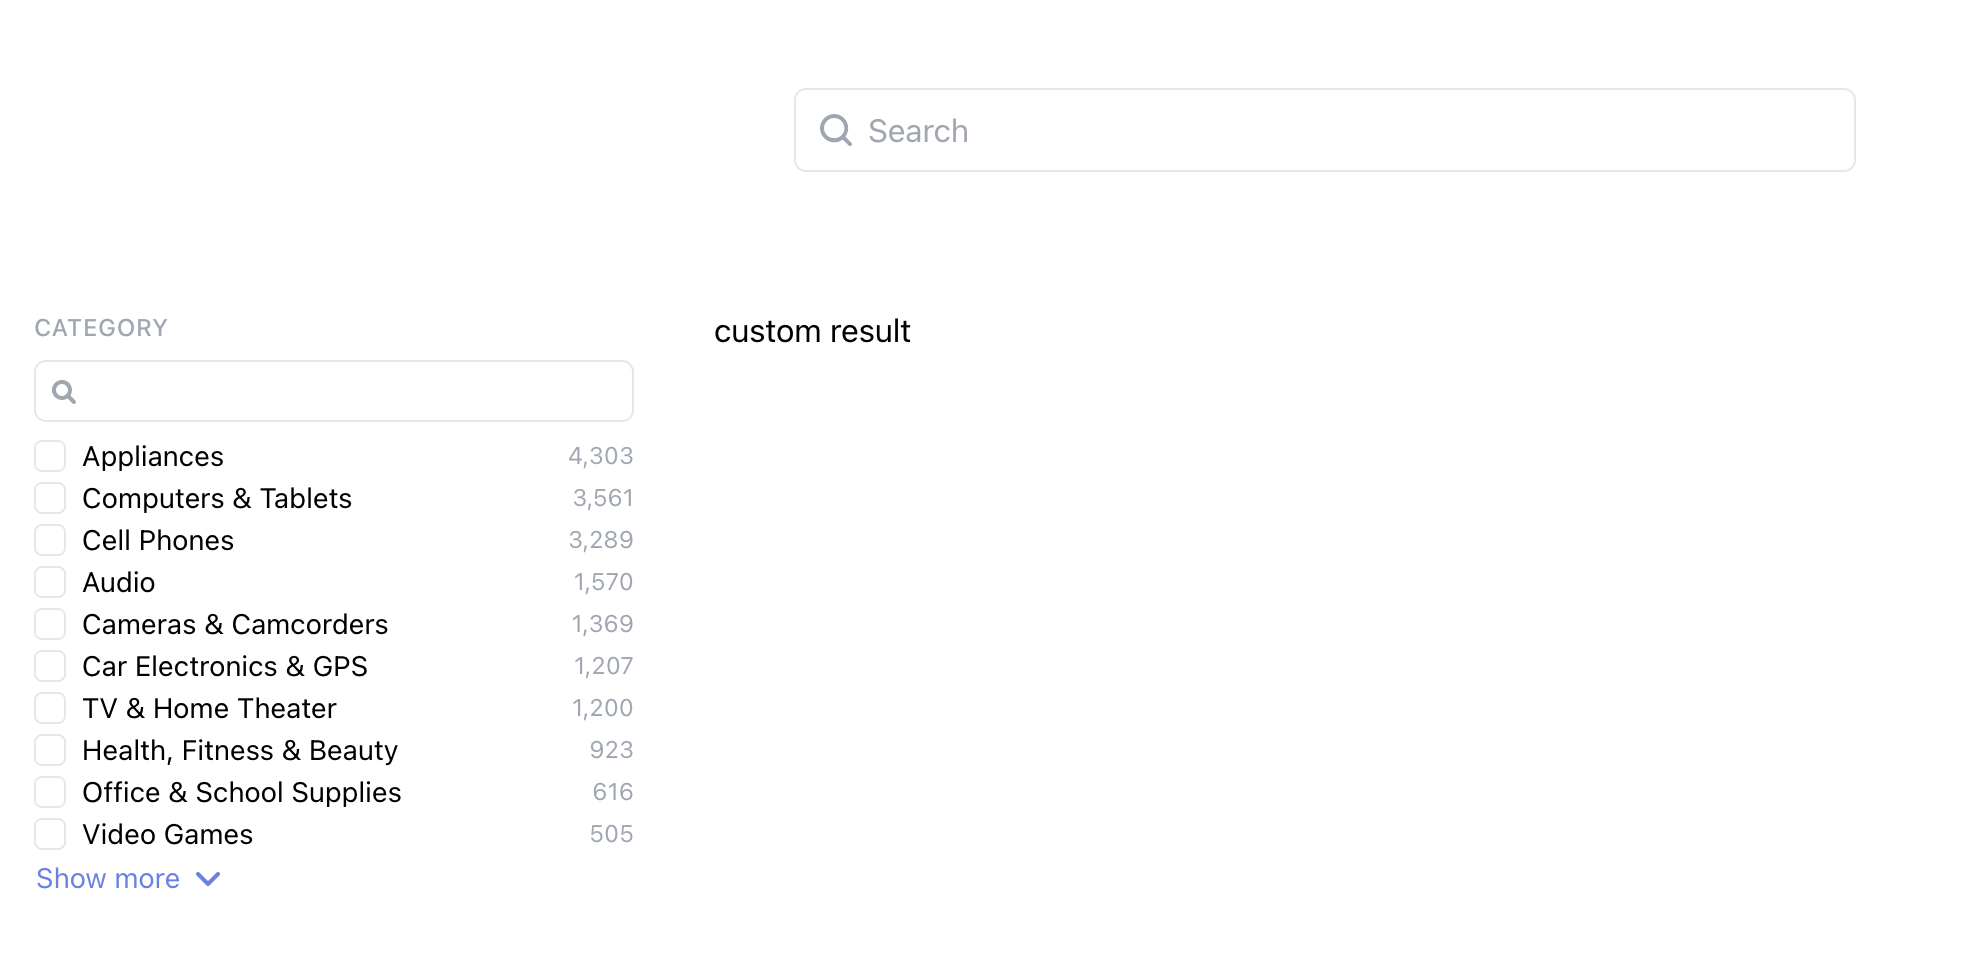 Search
CATEGORY
custom result
Appliances 4,303
Computers & Tablets 3,561
Cell Phones 3,289
Audio 1,570
Cameras & Camcorders 1,369
Car Electronics & GPS 1,207
TV & Home Theater 1,200
Health, Fitness & Beauty 923
Office & School Supplies 616
Video Games 505
Show more